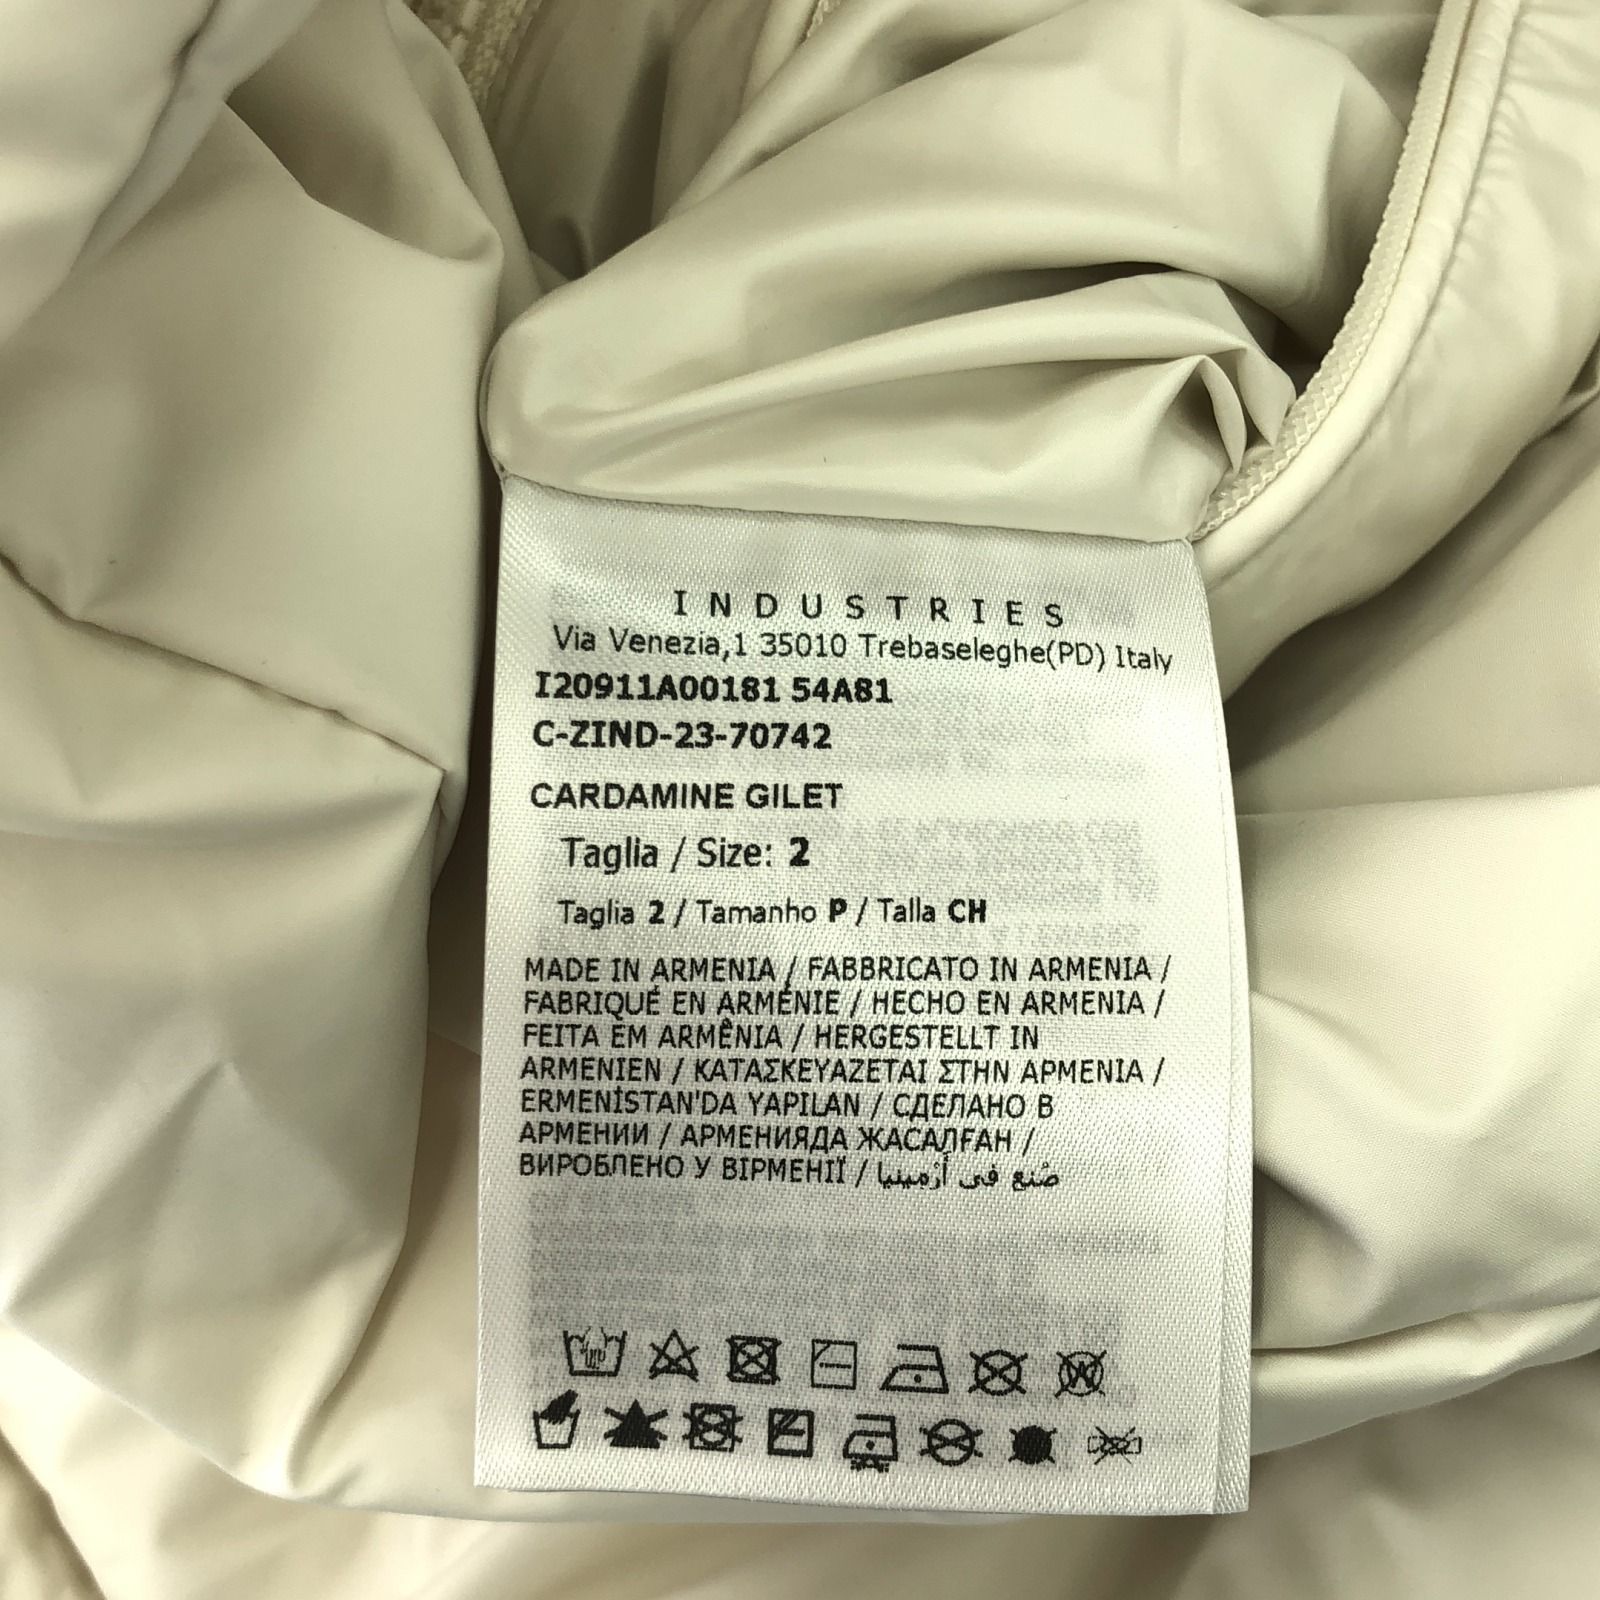 INDUSTRIES
Via Venezia,1 35010 Trebaseleghe(PD) Italy
I20911A00181 54A81
C-ZIND-23-70742
CARDAMINE GILET
Taglia / Size: 2
Taglia 2 / Tamanho P / Talla CH
MADE IN ARMENIA / FABBRICATO IN ARMENIA /
FABRIQUÉ EN ARMÉNIE / HECHO EN ARMENIA /
FEITA EM ARMÊNIA / HERGESTELLT IN
ARMENIEN / ΚΑΤΑΣΚΕΥΑΖΕΤΑΙ ΣΤΗΝ ΑΡΜΕΝΙΑ /
ERMENİSTAN'DA YAPILAN / СДЕЛАНО В
АРМЕНИИ / АРМЕНИЯДА ЖАСАЛҒАН /
ВИРОБЛЕНО У ВІРМЕНІЇ / صُنع في أَرْمينيا
W